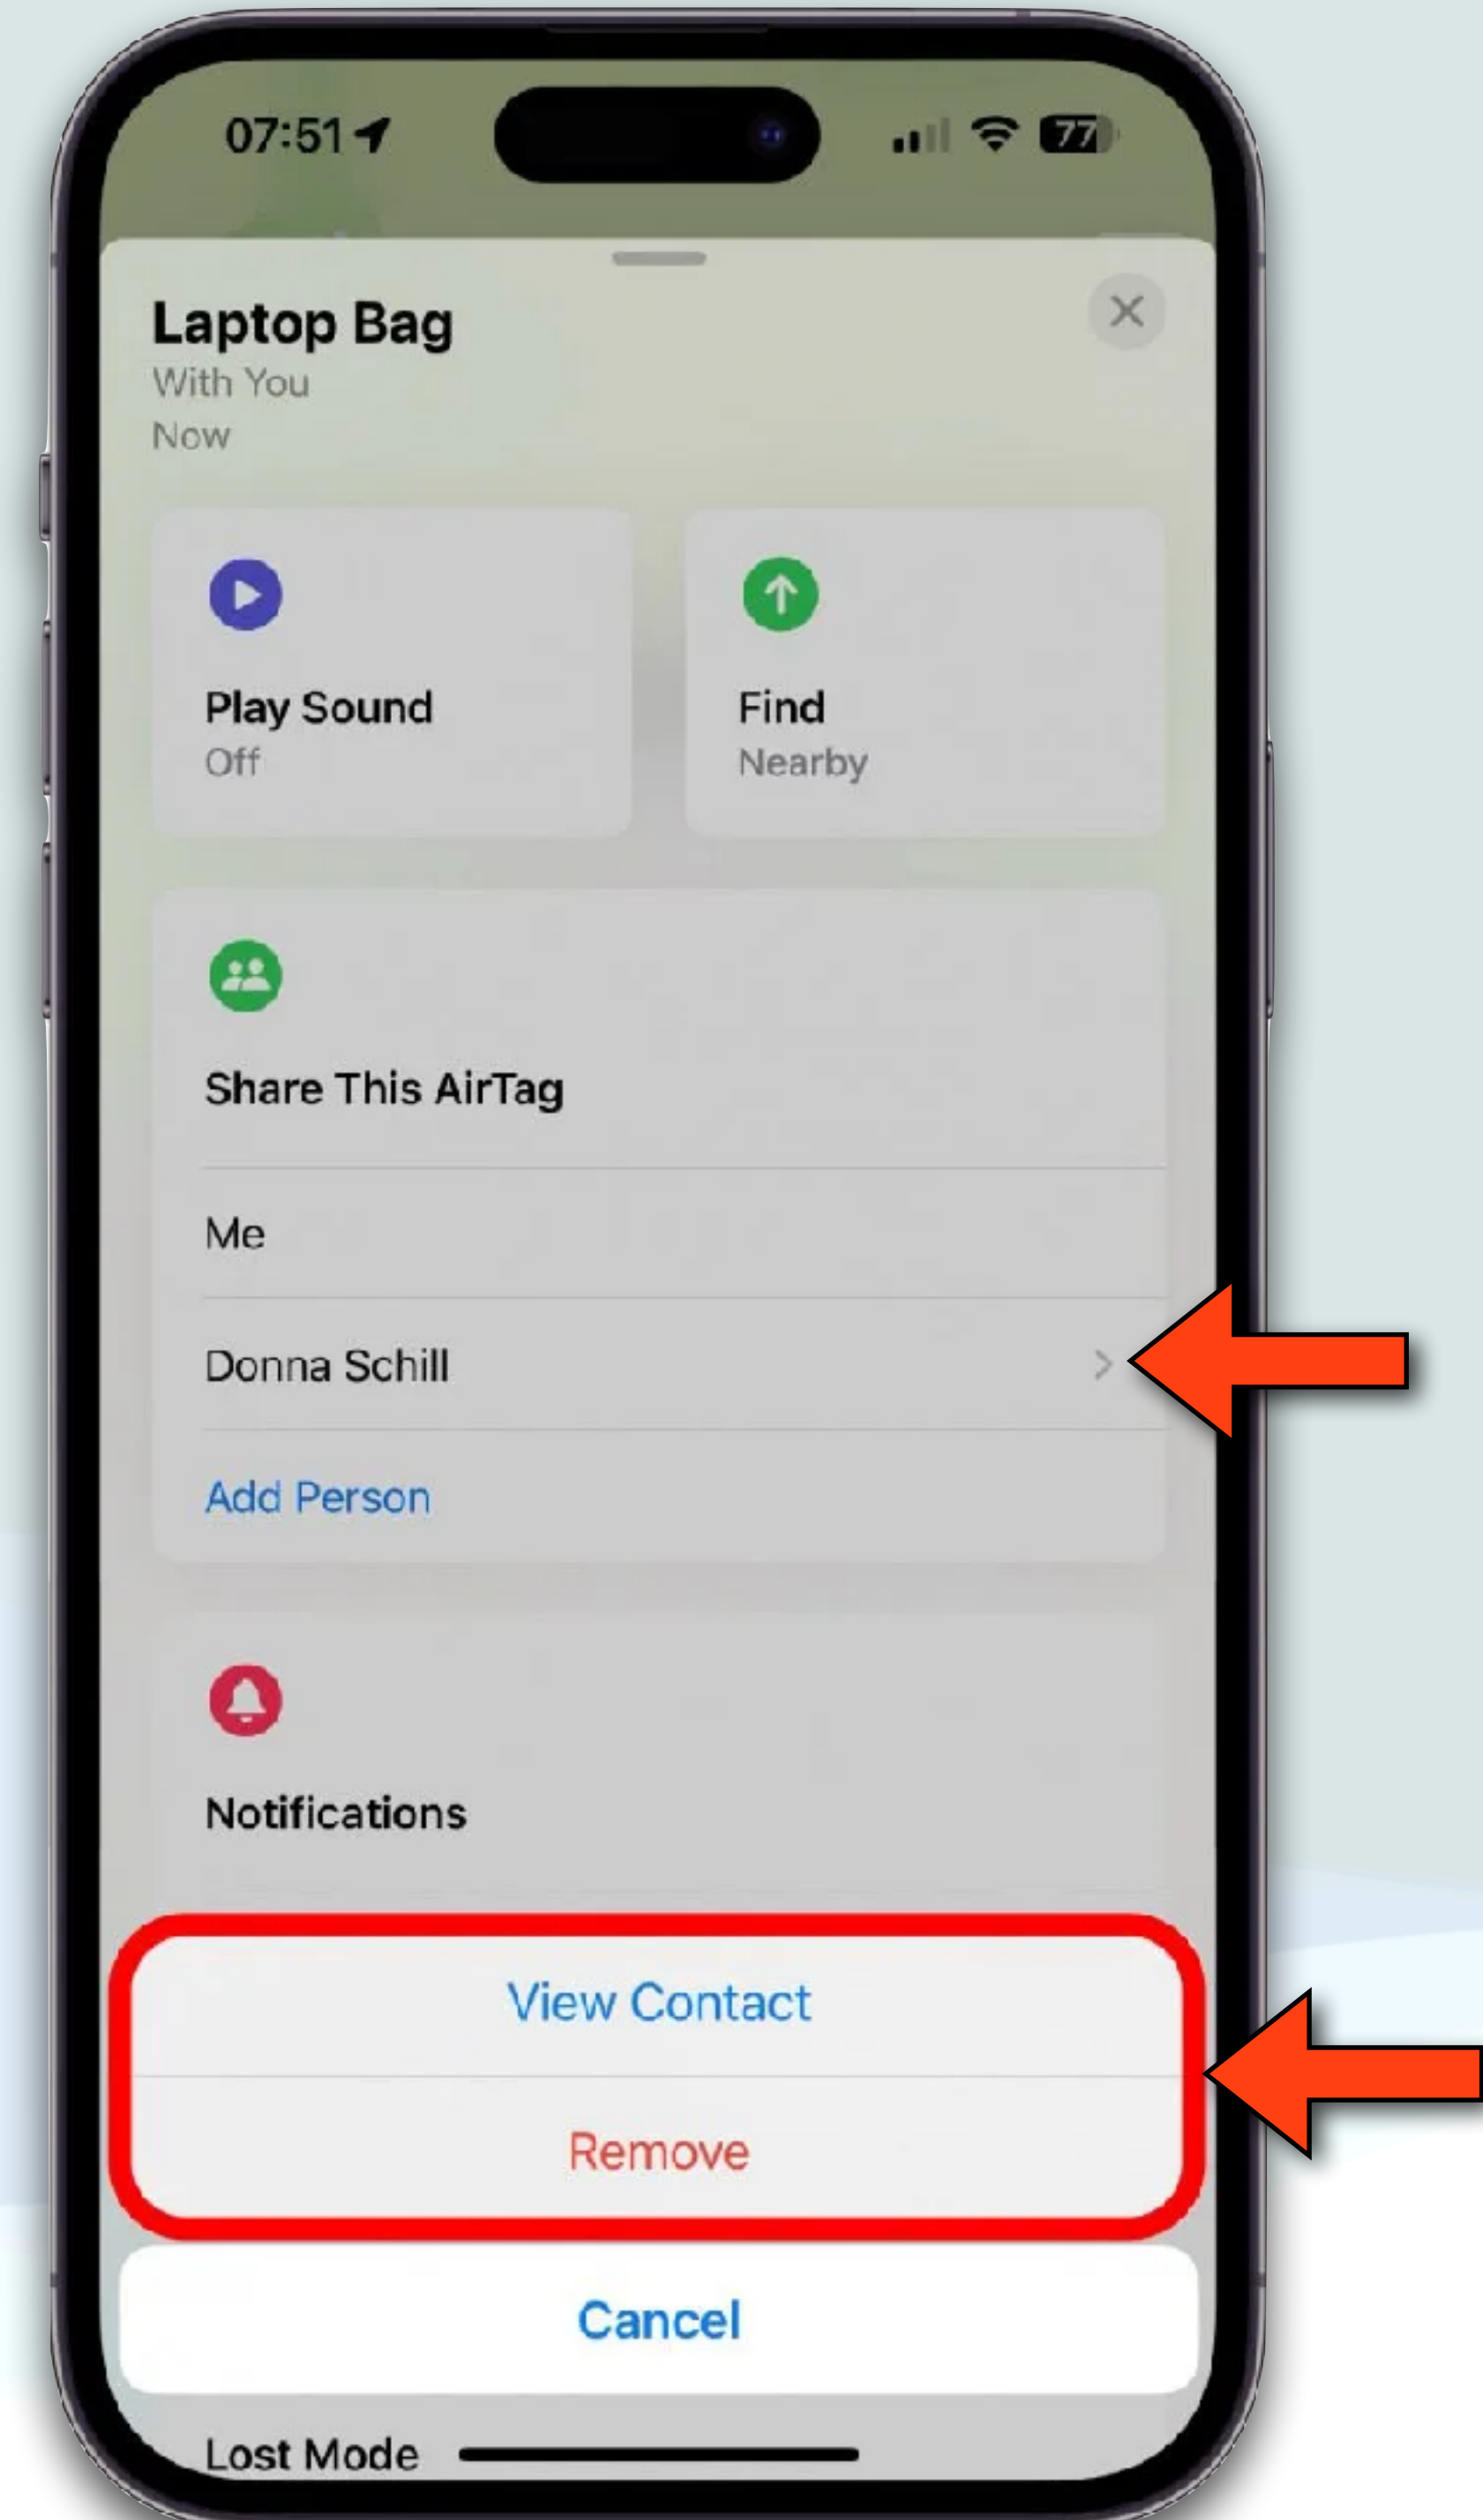 07:51
77
Laptop Bag
With You
Now
Play Sound
Off
Find
Nearby
Share This AirTag
Me
Donna Schill
Add Person
Notifications
View Contact
Remove
Cancel
Lost Mode